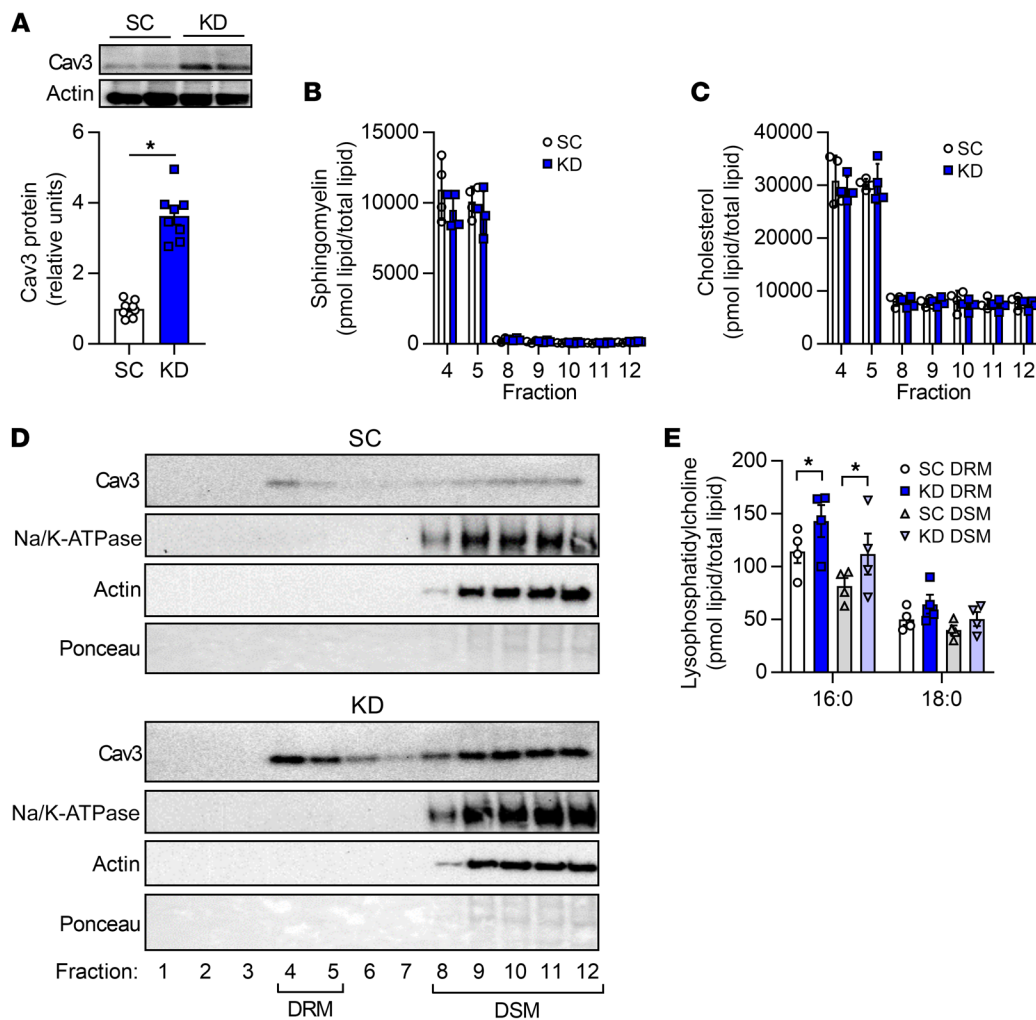 A
SC KD
Cav3
Actin
6
4
2
0
Cav3 protein
(relative units)
*
SC KD
B
15000
10000
5000
0
Sphingomyelin
(pmol lipid/total lipid)
SC
KD
4 5 8 9 10 11 12
Fraction
C
40000
30000
20000
10000
0
Cholesterol
(pmol lipid/total lipid)
SC
KD
4 5 8 9 10 11 12
Fraction
D
SC
Cav3
Na/K-ATPase
Actin
Ponceau
KD
Cav3
Na/K-ATPase
Actin
Ponceau
Fraction: 1 2 3 4 5 6 7 8 9 10 11 12
DRM DSM
E
200
150
100
50
0
Lysophosphatidylcholine
(pmol lipid/total lipid)
* *
SC DRM
KD DRM
SC DSM
KD DSM
16:0 18:0